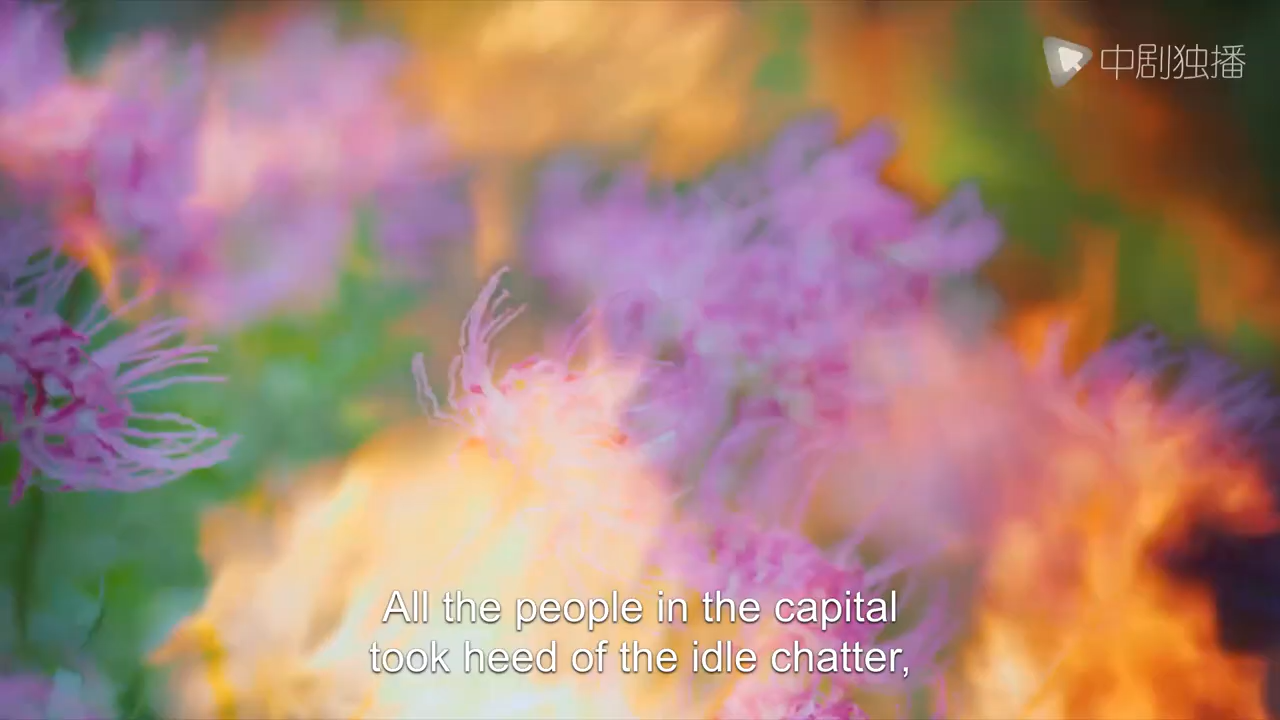 中剧独播
All the people in the capital
took heed of the idle chatter,